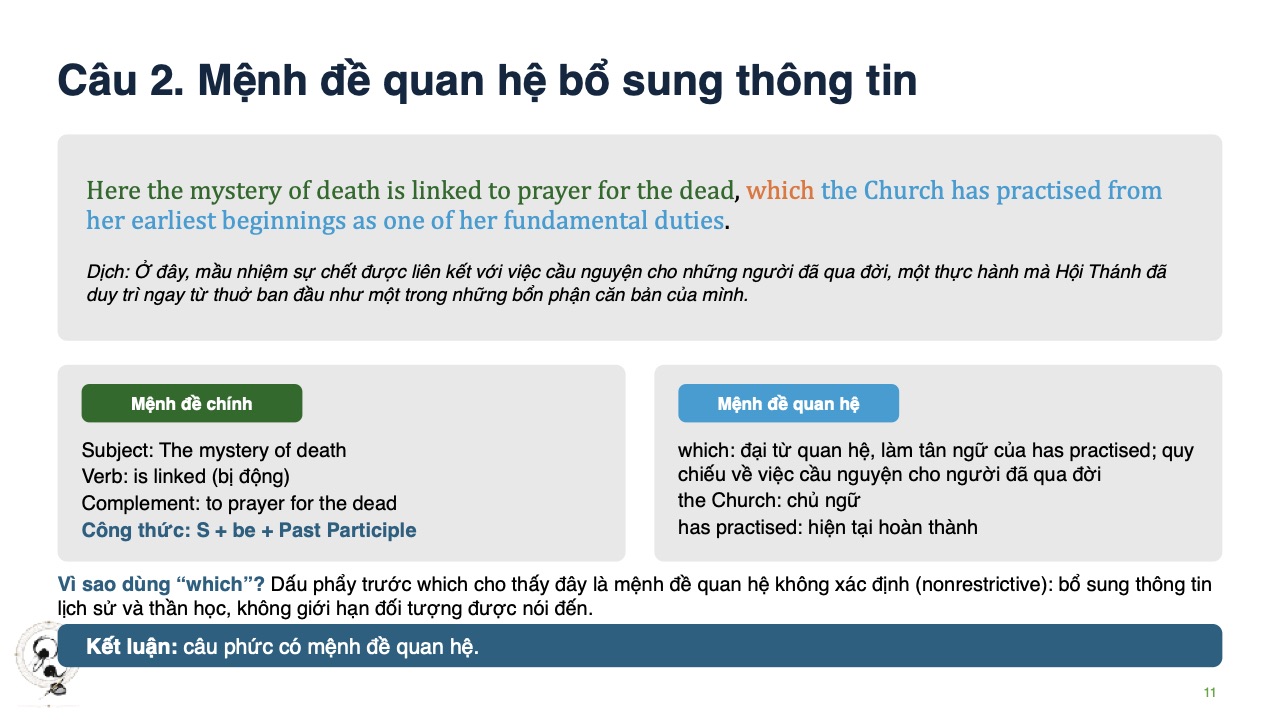 Câu 2. Mệnh đề quan hệ bổ sung thông tin
Here the mystery of death is linked to prayer for the dead, which the Church has practised from
her earliest beginnings as one of her fundamental duties.
Dịch: Ở đây, mầu nhiệm sự chết được liên kết với việc cầu nguyện cho những người đã qua đời, một thực hành mà Hội Thánh đã
duy trì ngay từ thuở ban đầu như một trong những bổn phận căn bản của mình.
Mệnh đề chính
Subject: The mystery of death
Verb: is linked (bị động)
Complement: to prayer for the dead
Công thức: S + be + Past Participle
Mệnh đề quan hệ
which: đại từ quan hệ, làm tân ngữ của has practised; quy
chiếu về việc cầu nguyện cho người đã qua đời
the Church: chủ ngữ
has practised: hiện tại hoàn thành
Vì sao dùng “which”? Dấu phẩy trước which cho thấy đây là mệnh đề quan hệ không xác định (nonrestrictive): bổ sung thông tin
lịch sử và thần học, không giới hạn đối tượng được nói đến.
Kết luận: câu phức có mệnh đề quan hệ.
11